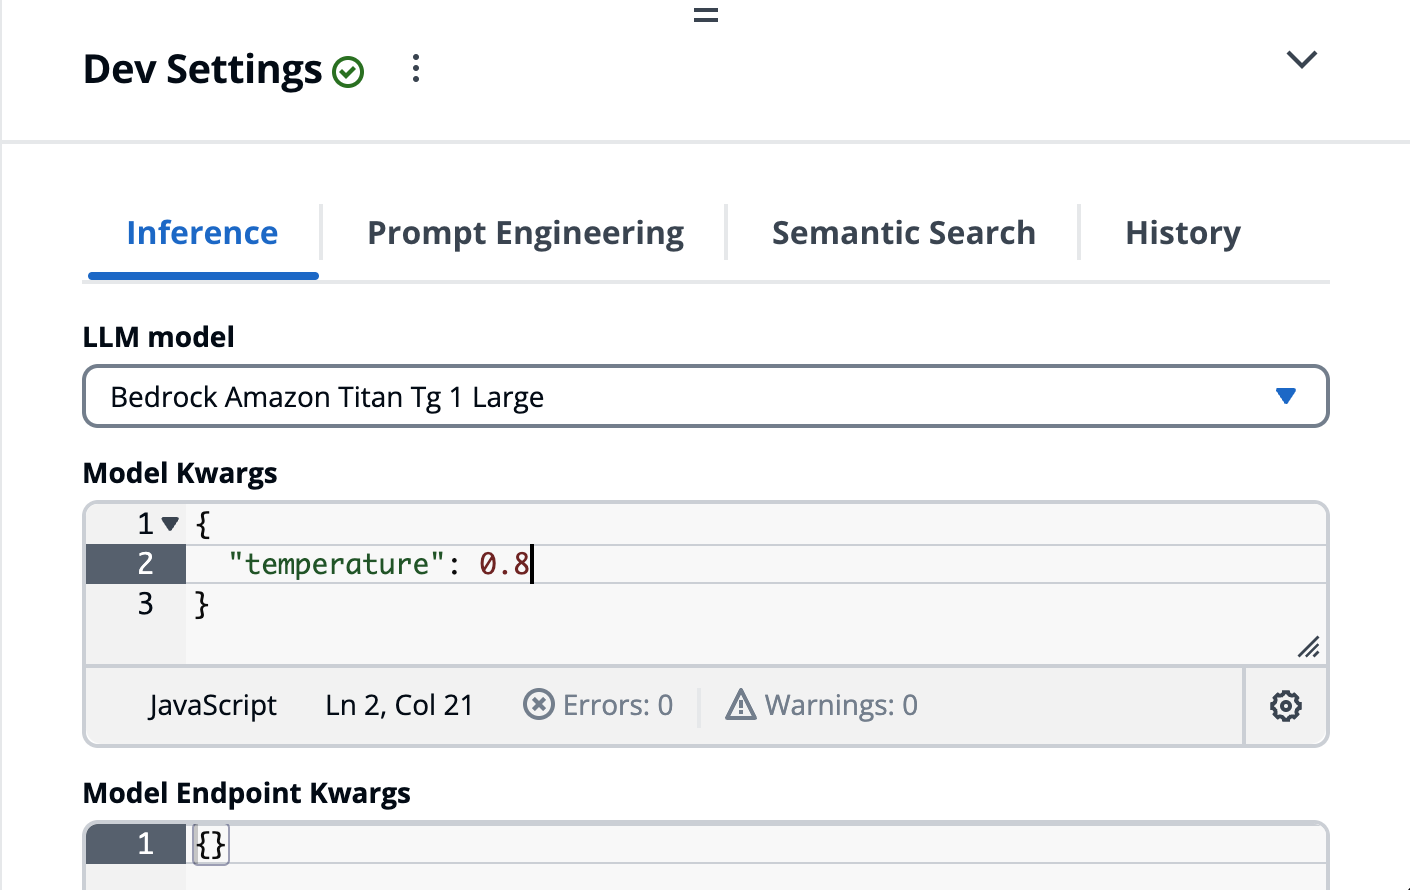 Dev Settings
Inference
Prompt Engineering
Semantic Search
History
LLM model
Bedrock Amazon Titan Tg 1 Large
Model Kwargs
1 {
2 "temperature": 0.8
3 }
JavaScript Ln 2, Col 21 Errors: 0 Warnings: 0
Model Endpoint Kwargs
1 {}